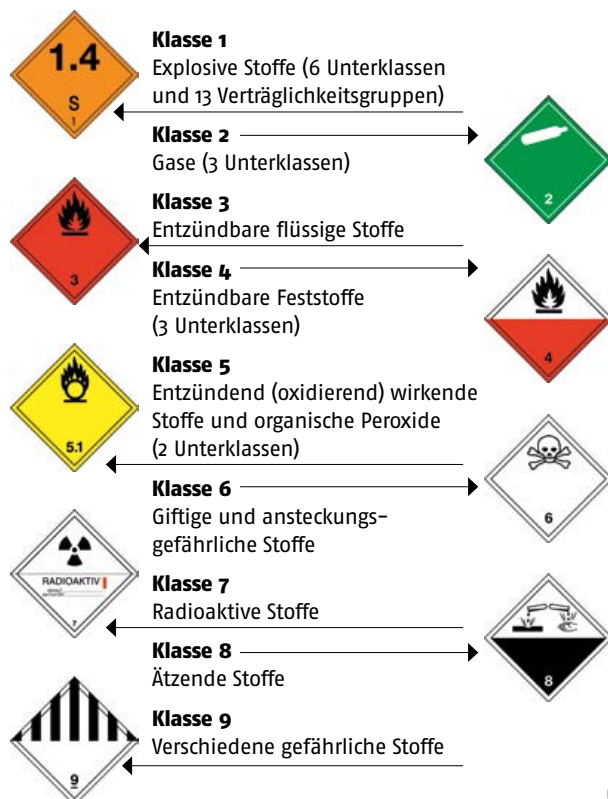 1.4
S
1
Klasse 1
Explosive Stoffe (6 Unterklassen
und 13 Verträglichkeitsgruppen)
Klasse 2
Gase (3 Unterklassen)
2
3
Klasse 3
Entzündbare flüssige Stoffe
Klasse 4
Entzündbare Feststoffe
(3 Unterklassen)
4
5.1
Klasse 5
Entzündend (oxidierend) wirkende
Stoffe und organische Peroxide
(2 Unterklassen)
Klasse 6
Giftige und ansteckungs-
gefährliche Stoffe
6
RADIOAKTIV I
7
Klasse 7
Radioaktive Stoffe
Klasse 8
Ätzende Stoffe
8
Klasse 9
Verschiedene gefährliche Stoffe
9